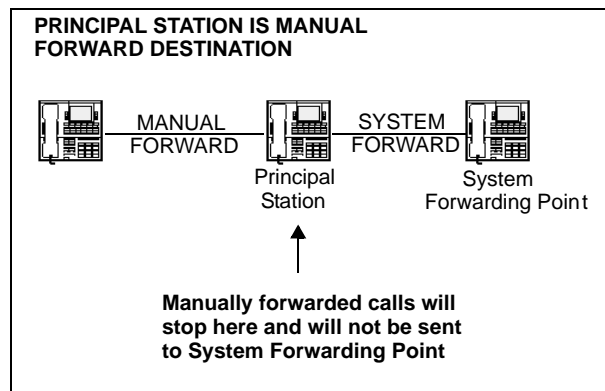 PRINCIPAL STATION IS MANUAL
FORWARD DESTINATION
MANUAL
FORWARD
SYSTEM
FORWARD
Principal
Station
System
Forwarding Point
Manually forwarded calls will
stop here and will not be sent
to System Forwarding Point